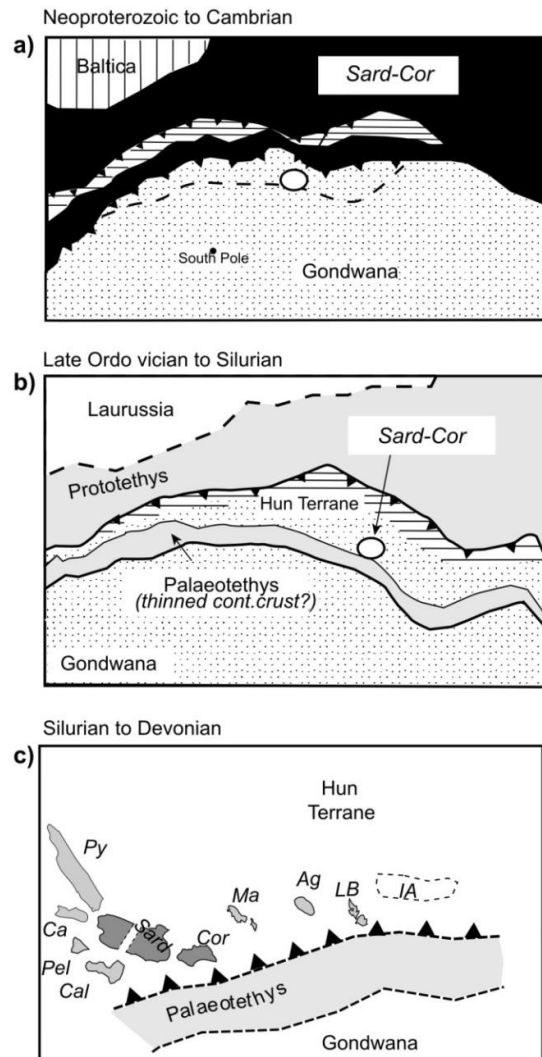 Neoproterozoic to Cambrian
a)
Baltica
Sard-Cor
South Pole
Gondwana
Late Ordo vician to Silurian
b)
Laurussia
Sard-Cor
Prototethys
Hun Terrane
Palaeotethys
(thinned cont.crust?)
Gondwana
Silurian to Devonian
c)
Hun
Terrane
Py
Ma
Ag
LB
IA
Ca
Sard
Cor
Pel
Cal
Palaeotethys
Gondwana